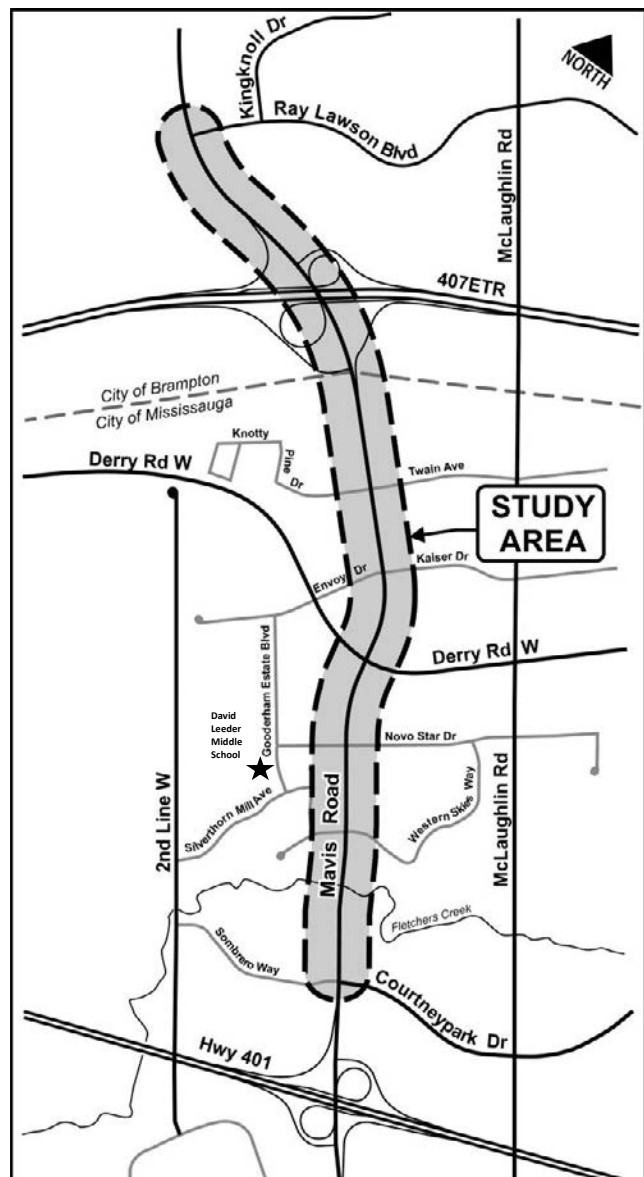 Kingknoll Dr
NORTH
Ray Lawson Blvd
McLaughlin Rd
407ETR
City of Brampton
City of Mississauga
Knotty
Pine
Dr
Derry Rd W
Twain Ave
STUDY
AREA
Envoy Dr
Kaiser Dr
Gooderham Estate Blvd
Derry Rd W
David
Leeder
Middle
School
Novo Star Dr
2nd Line W
Silverthorn Mill Ave
Mavis Road
Western Skies Way
McLaughlin Rd
Fletchers Creek
Sombrero Way
Courtneypark Dr
Hwy 401